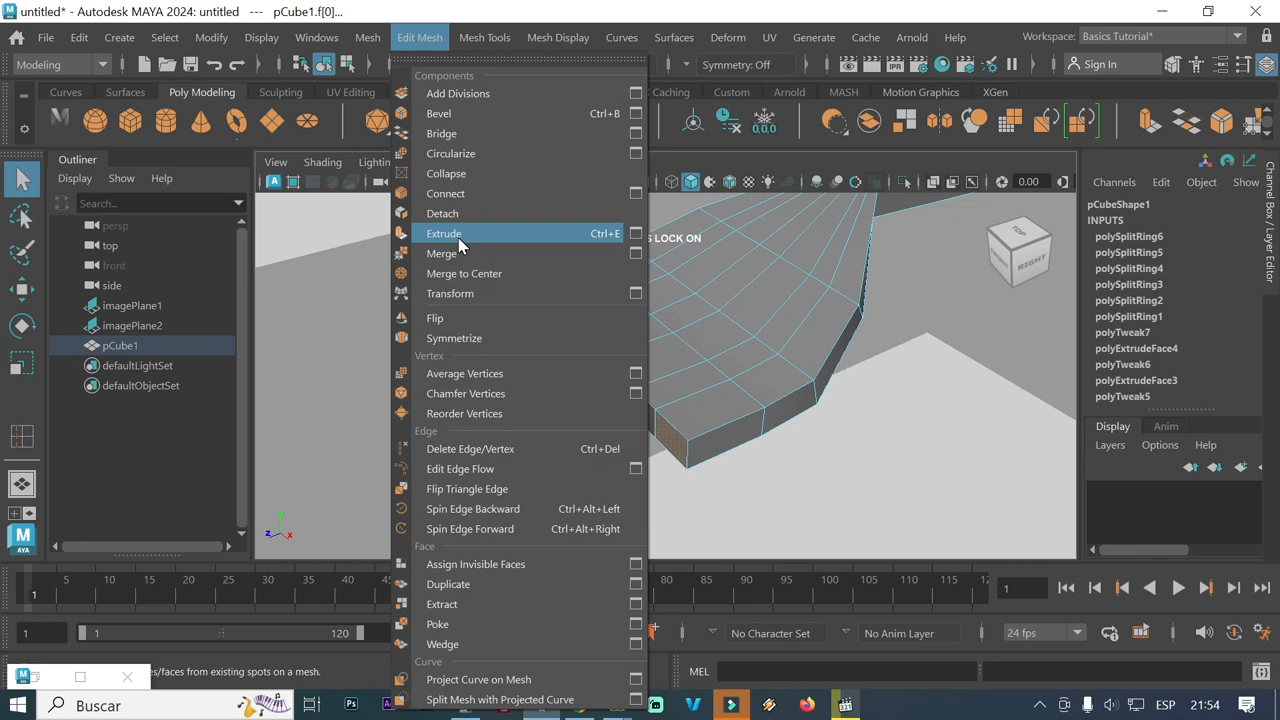 untitled* - Autodesk MAYA 2024: untitled --- pCube1.f[0]...
File Edit Create Select Modify Display Windows Mesh Edit Mesh Mesh Tools Mesh Display Curves Surfaces Deform UV Generate Cache Arnold Help
Workspace: Basics Tutorial*
Modeling
Symmetry: Off
Sign In
Curves Surfaces Poly Modeling Sculpting UV Editing
Caching Custom Arnold MASH Motion Graphics XGen
Outliner
Display Show Help
Search...
persp
top
front
side
imagePlane1
imagePlane2
pCube1
defaultLightSet
defaultObjectSet
View Shading
0.00
S LOCK ON
TOP
RIGHT
Components
Add Divisions
Bevel Ctrl+B
Bridge
Circularize
Collapse
Connect
Detach
Extrude Ctrl+E
Merge
Merge to Center
Transform
Flip
Symmetrize
Vertex
Average Vertices
Chamfer Vertices
Reorder Vertices
Edge
Delete Edge/Vertex Ctrl+Del
Edit Edge Flow
Flip Triangle Edge
Spin Edge Backward Ctrl+Alt+Left
Spin Edge Forward Ctrl+Alt+Right
Face
Assign Invisible Faces
Duplicate
Extract
Poke
Wedge
Curve
Project Curve on Mesh
Split Mesh with Projected Curve
Channels Edit Object Show
pCubeShape1
INPUTS
polySplitRing6
polySplitRing5
polySplitRing4
polySplitRing3
polySplitRing2
polySplitRing1
polyTweak7
polyExtrudeFace4
polyTweak6
polyExtrudeFace3
polyTweak5
Display Anim
Layers Options Help
Channel Box / Layer Editor
y
z x
5 10 15 20 25 30 35 40 45
80 85 90 95 100 105 110 115 12
1
1
1
1 120
No Character Set
No Anim Layer
24 fps
MEL
es/faces from existing spots on a mesh.
Buscar
Ps
ESP 21:54